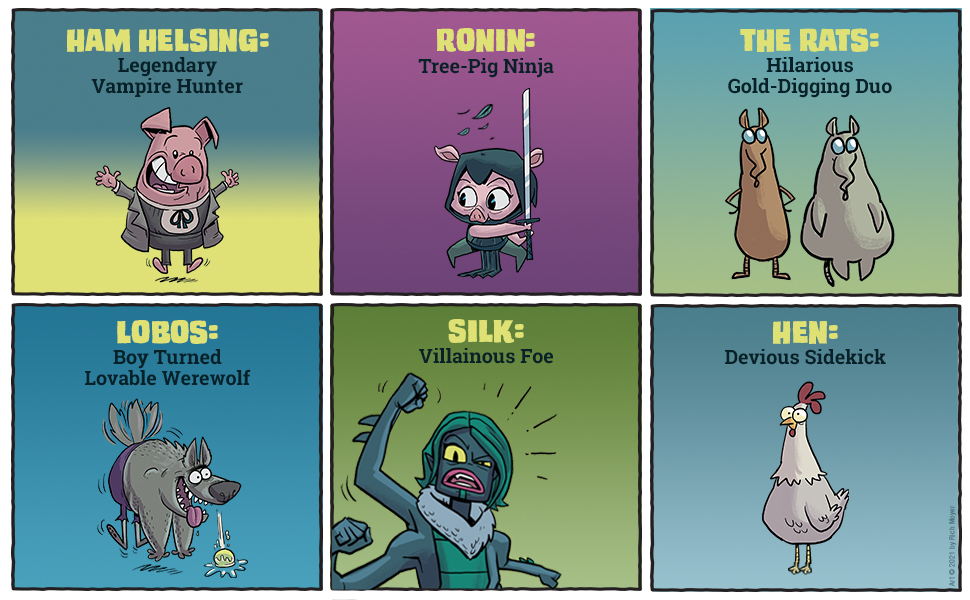 HAM HELSING:
Legendary
Vampire Hunter
RONIN:
Tree-Pig Ninja
THE RATS:
Hilarious
Gold-Digging Duo
LOBOS:
Boy Turned
Lovable Werewolf
SILK:
Villainous Foe
HEN:
Devious Sidekick
Art © 2021 by Rich Moyer